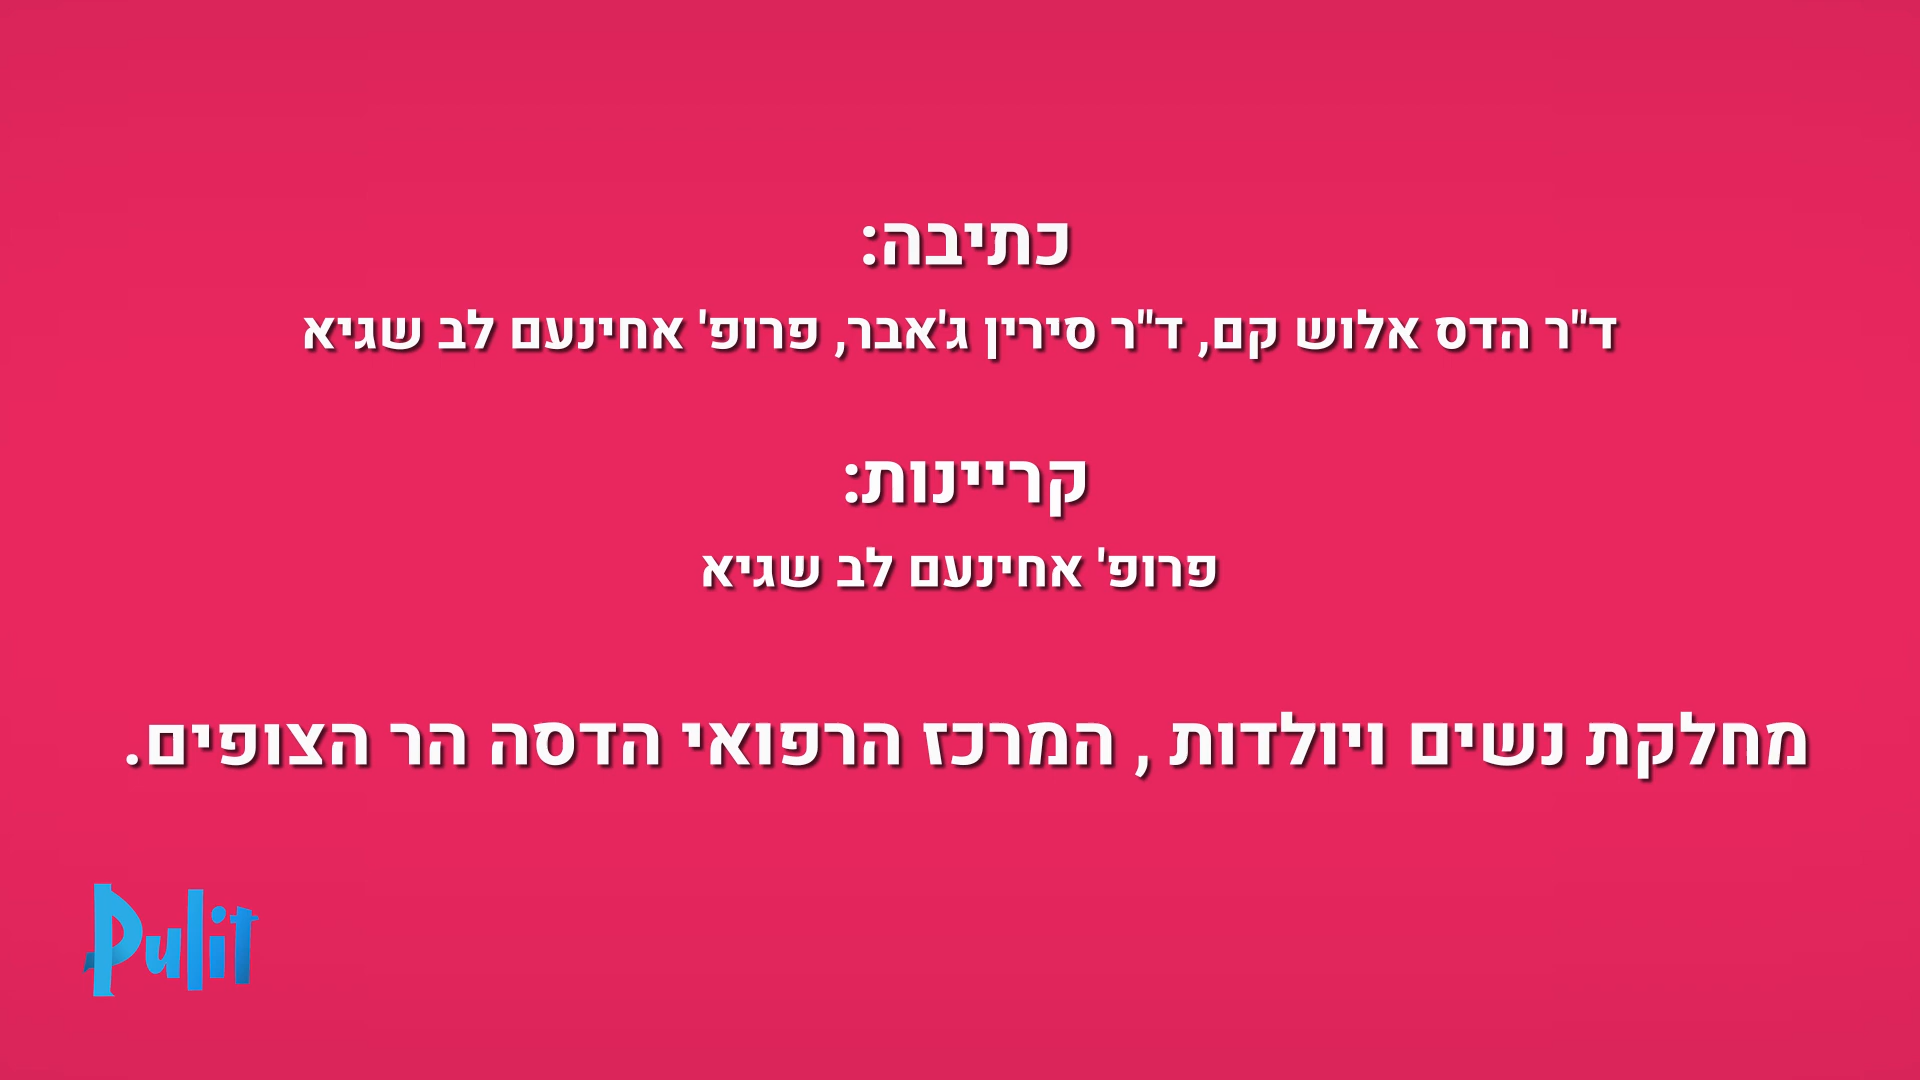 כתיבה:
ד"ר הדס אלוש קם, ד"ר סירין ג'אבר, פרופ' אחינעם לב שגיא
קריינות:
פרופ' אחינעם לב שגיא
מחלקת נשים ויולדות , המרכז הרפואי הדסה הר הצופים.
Pulit